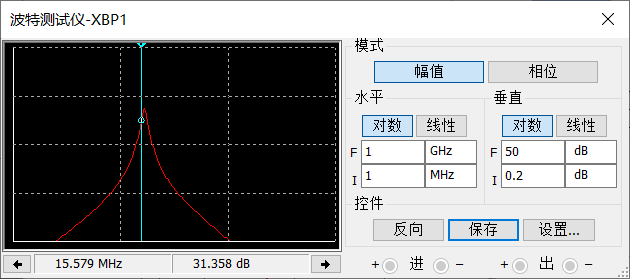 波特测试仪-XBP1
模式
幅值 相位
水平 垂直
对数 线性 对数 线性
F 1 GHz F 50 dB
I 1 MHz I 0.2 dB
控件
反向 保存 设置...
15.579 MHz 31.358 dB
+ 进 − + 出 −